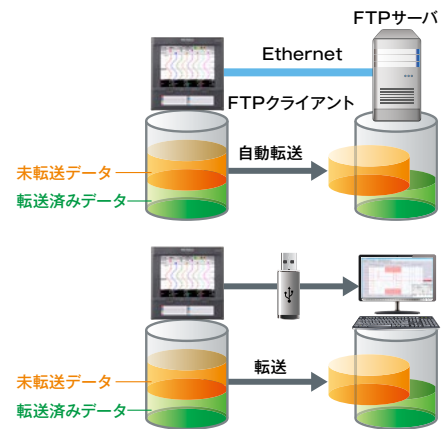 FTPサーバ
Ethernet
FTPクライアント
自動転送
未転送データ
転送済みデータ
転送
未転送データ
転送済みデータ